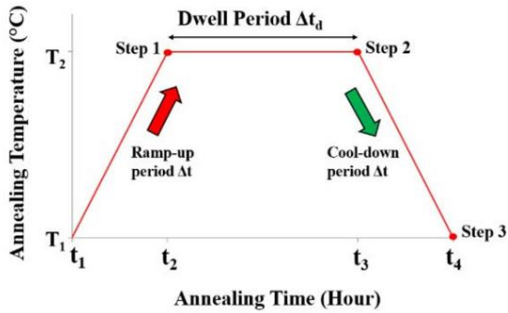 Dwell Period Δt_d
Step 1
Step 2
T₂
Annealing Temperature (°C)
Ramp-up
period Δt
Cool-down
period Δt
T₁
Step 3
t₁
t₂
t₃
t₄
Annealing Time (Hour)